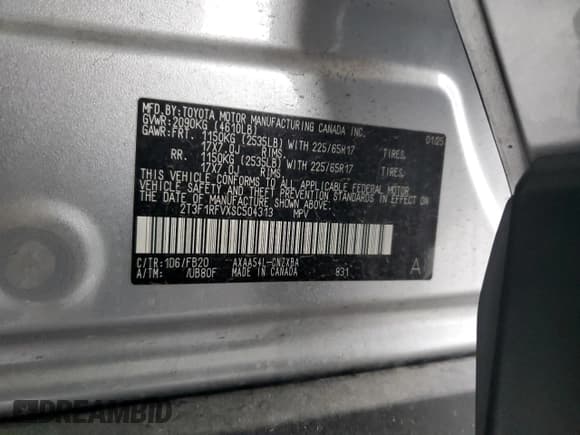 MFD. BY: TOYOTA MOTOR MANUFACTURING CANADA INC.
GVWR: 2090KG (4610LB) 01/25
GAWR: FRT. 1150KG (2535LB) WITH 225/65R17 TIRES
17X7.0J RIMS
RR. 1150KG (2535LB) WITH 225/65R17 TIRES
17X7.0J RIMS
THIS VEHICLE CONFORMS TO ALL APPLICABLE FEDERAL MOTOR
VEHICLE SAFETY AND THEFT PREVENTION STANDARDS IN EFFECT ON
THE DATE OF MANUFACTURE SHOWN ABOVE.
2T3F1RFVXSC504313 MPV
C/TR: 1D6/FB20 AXAA54L-CNZXBA
A/TM: /UB80F MADE IN CANADA 831 A
DREAMBID